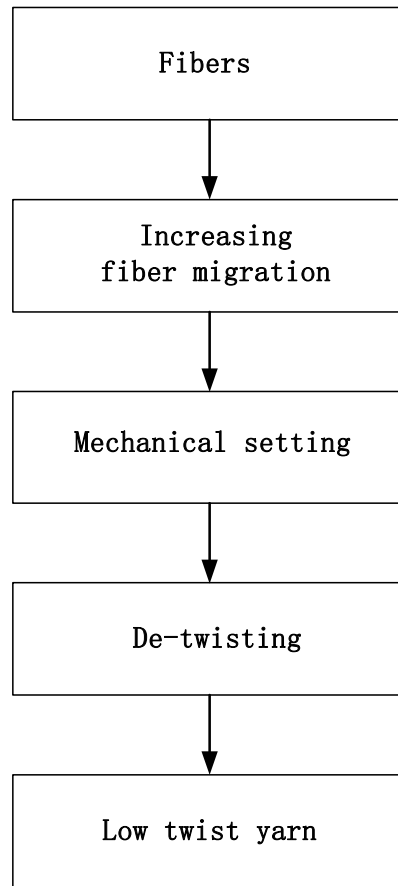 Fibers
Increasing
fiber migration
Mechanical setting
De-twisting
Low twist yarn